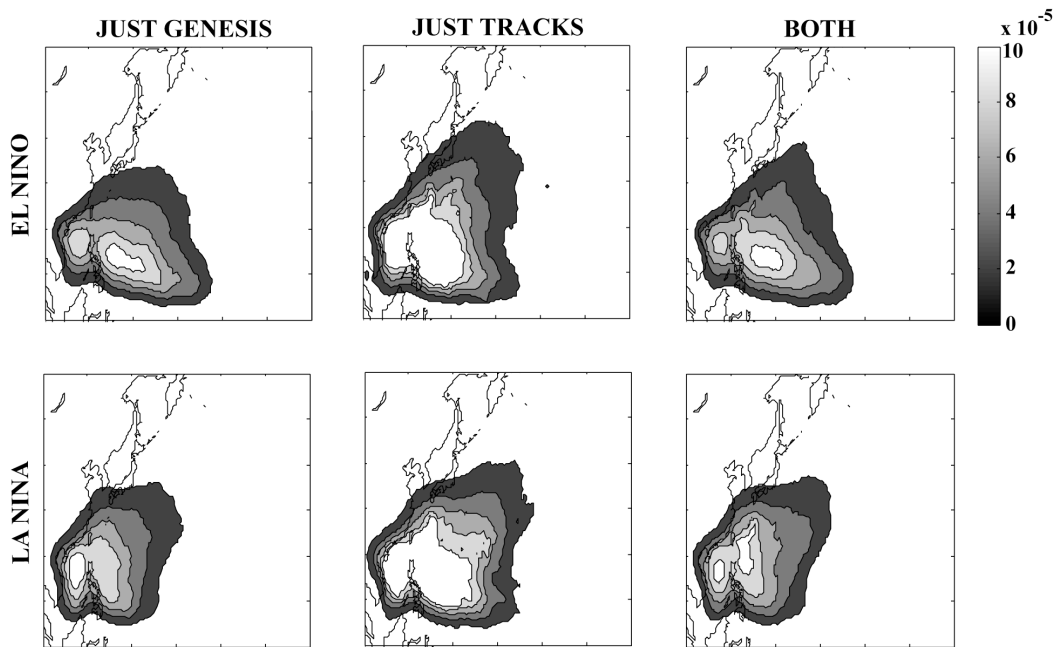 JUST GENESIS
JUST TRACKS
BOTH
x 10-5
EL NINO
10
8
6
4
2
0
LA NINA